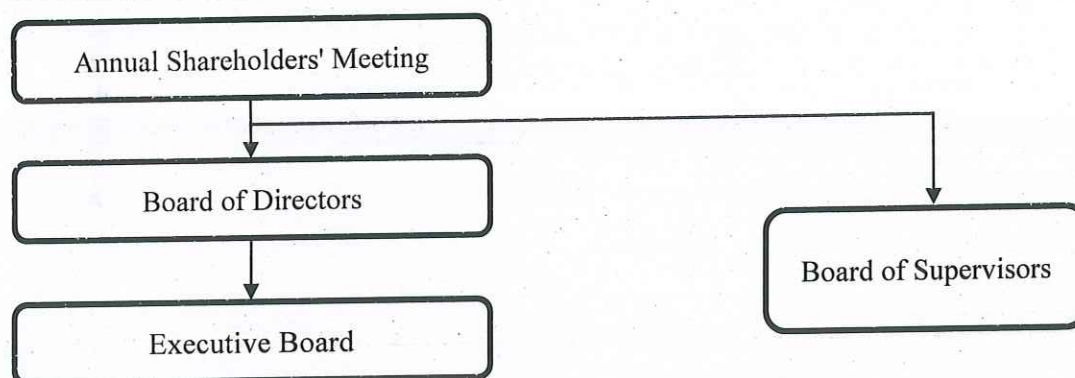 Annual Shareholders' Meeting
Board of Directors
Board of Supervisors
Executive Board